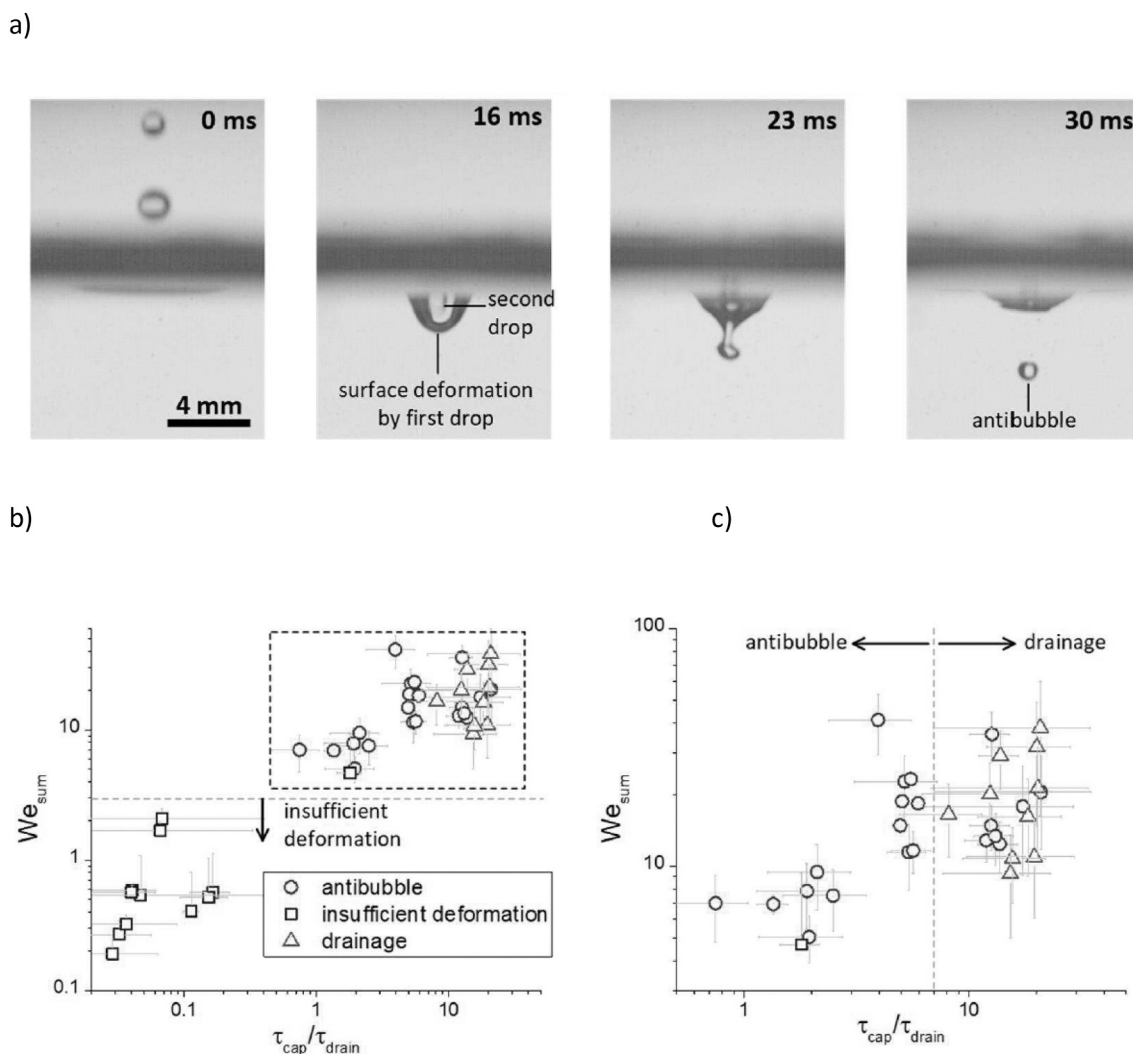 a)
0 ms
16 ms
23 ms
30 ms
second
drop
surface deformation
by first drop
4 mm
antibubble
b)
c)
10
1
0.1
We_sum
insufficient
deformation
antibubble
insufficient deformation
drainage
0.1
1
10
τ_cap/τ_drain
100
10
We_sum
antibubble
drainage
1
10
τ_cap/τ_drain